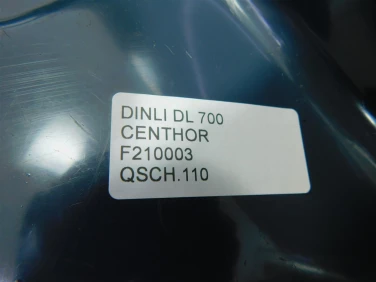 DINLI DL 700
CENTHOR
F210003
QSCH.110